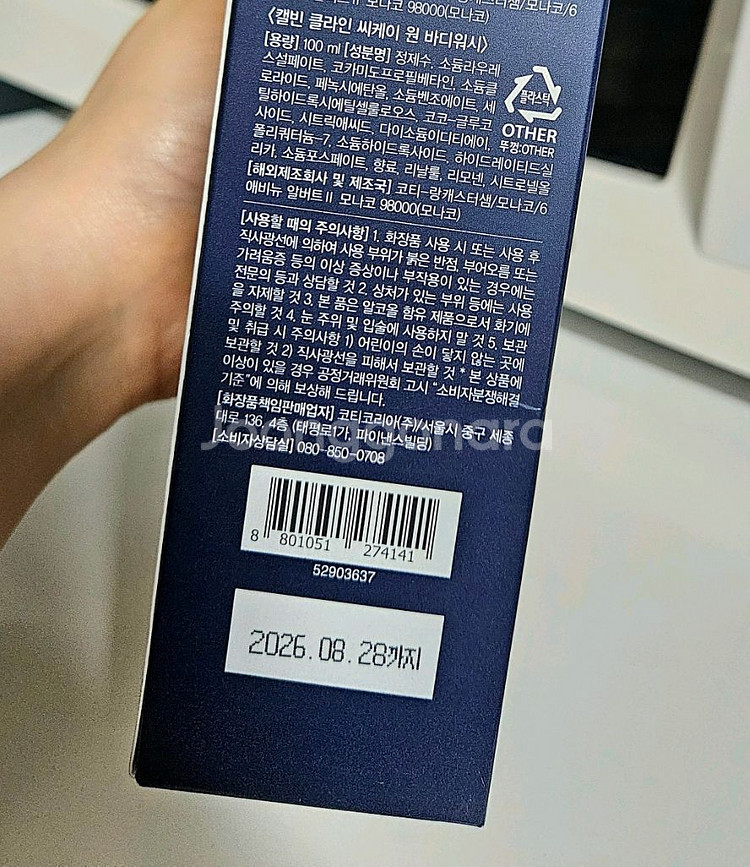 98000(모나코)
<캘빈 클라인 씨케이 원 바디워시>
[용량] 100 ml [성분명] 정제수, 소듐라우레
스설페이트, 코카미도프로필베타인, 소듐클
로라이드, 페녹시에탄올, 소듐벤조에이트, 세
틸하이드록시에틸셀룰로오스, 코코-글루코
사이드, 시트릭애씨드, 다이소듐이디티에이,
폴리쿼터늄-7, 소듐하이드록사이드, 하이드레이티드실
리카, 소듐포스페이트, 향료, 리날룰, 리모넨, 시트로넬올
플라스틱
OTHER
뚜껑:OTHER
[해외제조회사 및 제조국] 코티-랑캐스터샘/모나코/6
애비뉴 알버트Ⅱ 모나코 98000(모나코)
[사용할 때의 주의사항] 1. 화장품 사용 시 또는 사용 후
직사광선에 의하여 사용 부위가 붉은 반점, 부어오름 또는
가려움증 등의 이상 증상이나 부작용이 있는 경우에는
전문의 등과 상담할 것 2. 상처가 있는 부위 등에는 사용
을 자제할 것 3. 본 품은 알코올 함유 제품으로서 화기에
주의할 것 4. 눈 주위 및 입술에 사용하지 말 것 5. 보관
및 취급 시 주의사항 1) 어린이의 손이 닿지 않는 곳에
보관할 것 2) 직사광선을 피해서 보관할 것 * 본 상품에
이상이 있을 경우 공정거래위원회 고시 "소비자분쟁해결
기준"에 의해 보상해 드립니다.
[화장품책임판매업자] 코티코리아(주)/서울시 중구 세종
대로 136, 4층 (태평로1가, 파이낸스빌딩)
[소비자상담실] 080-850-0708
Joonggonara
8 801051 274141
52903637
2026.08.28까지